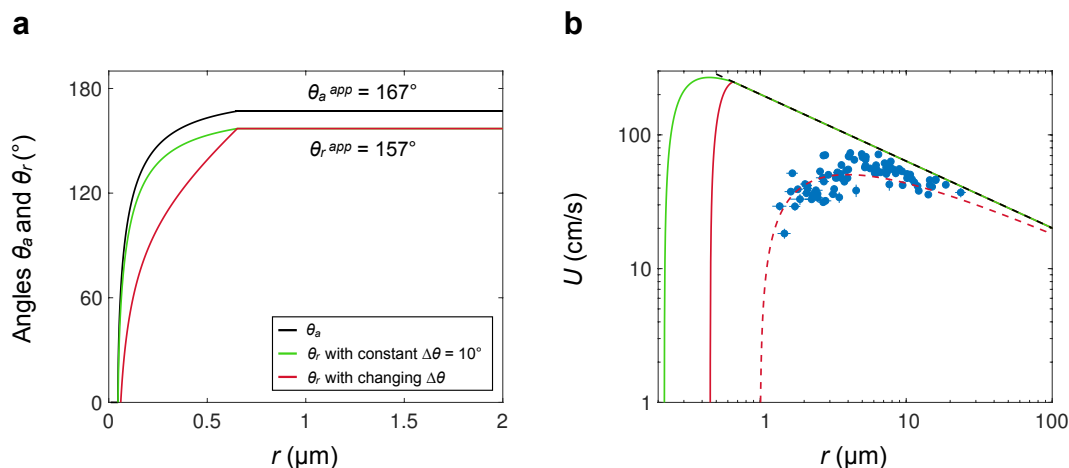 a
b
180
120
60
0
0
0.5
1
1.5
2
Angles θa and θr (°)
r (μm)
θa app = 167°
θr app = 157°
θa
θr with constant Δθ = 10°
θr with changing Δθ
100
10
1
1
10
100
U (cm/s)
r (μm)